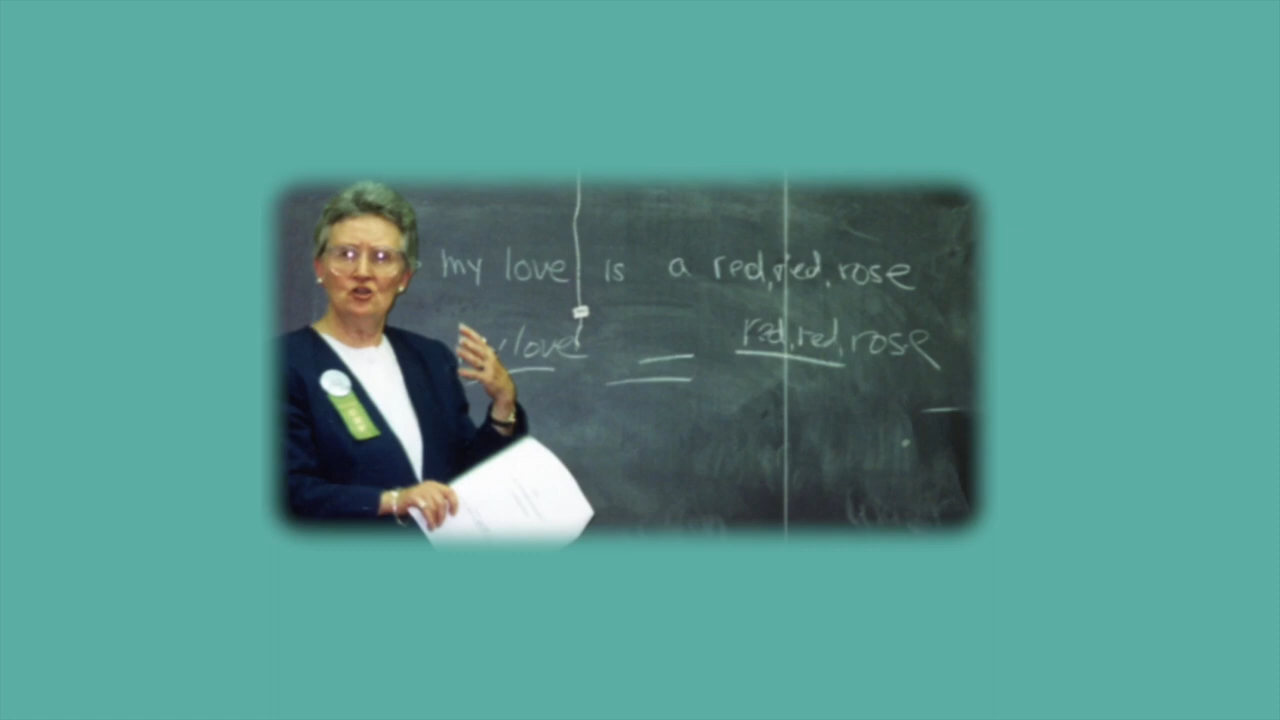 my love is a red, red, rose
love = red, red, rose